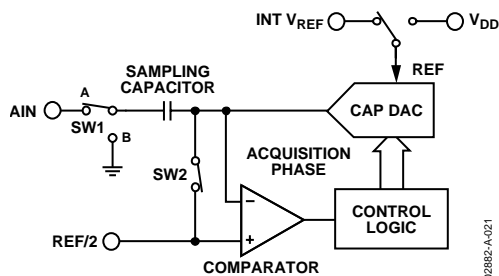 INT VREF
VDD
REF
SAMPLING
CAPACITOR
CAP DAC
A
AIN
SW1
B
ACQUISITION
PHASE
SW2
CONTROL
LOGIC
−
+
REF/2
COMPARATOR
02882-A-021